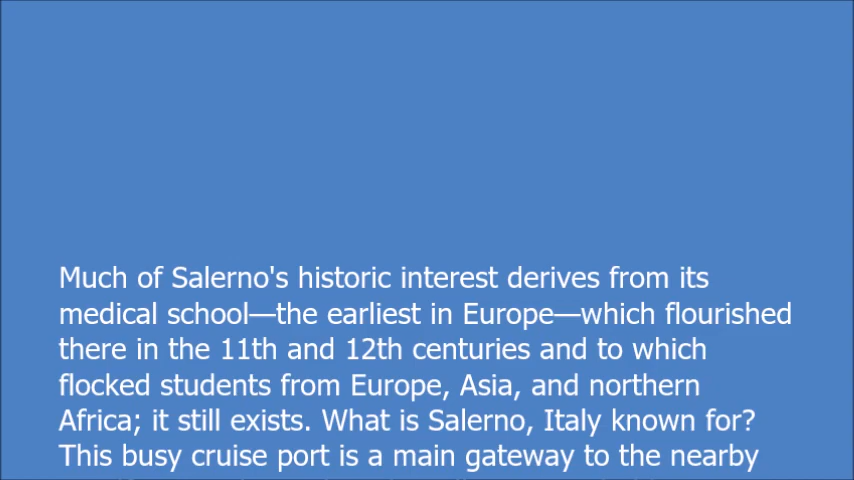 Much of Salerno's historic interest derives from its
medical school—the earliest in Europe—which flourished
there in the 11th and 12th centuries and to which
flocked students from Europe, Asia, and northern
Africa; it still exists. What is Salerno, Italy known for?
This busy cruise port is a main gateway to the nearby